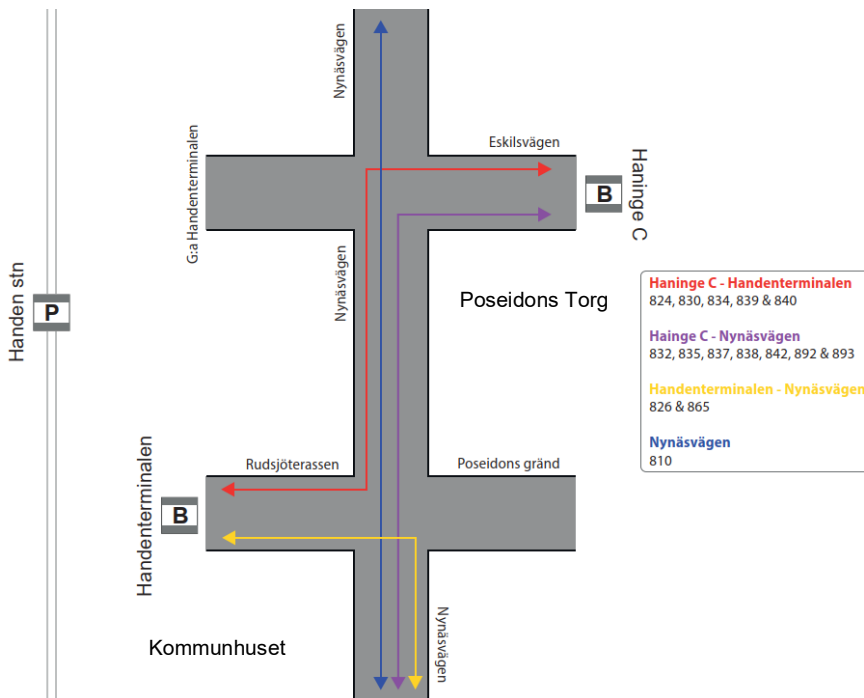 Nynäsvägen
Eskilsvägen
G:a Handenterminalen
B
Haninge C
Nynäsvägen
Poseidons Torg
Handen stn
P
Haninge C - Handenterminalen
824, 830, 834, 839 & 840
Hainge C - Nynäsvägen
832, 835, 837, 838, 842, 892 & 893
Handenterminalen - Nynäsvägen
826 & 865
Nynäsvägen
810
Rudsjöterassen
Poseidons gränd
Handenterminalen
B
Nynäsvägen
Kommunhuset